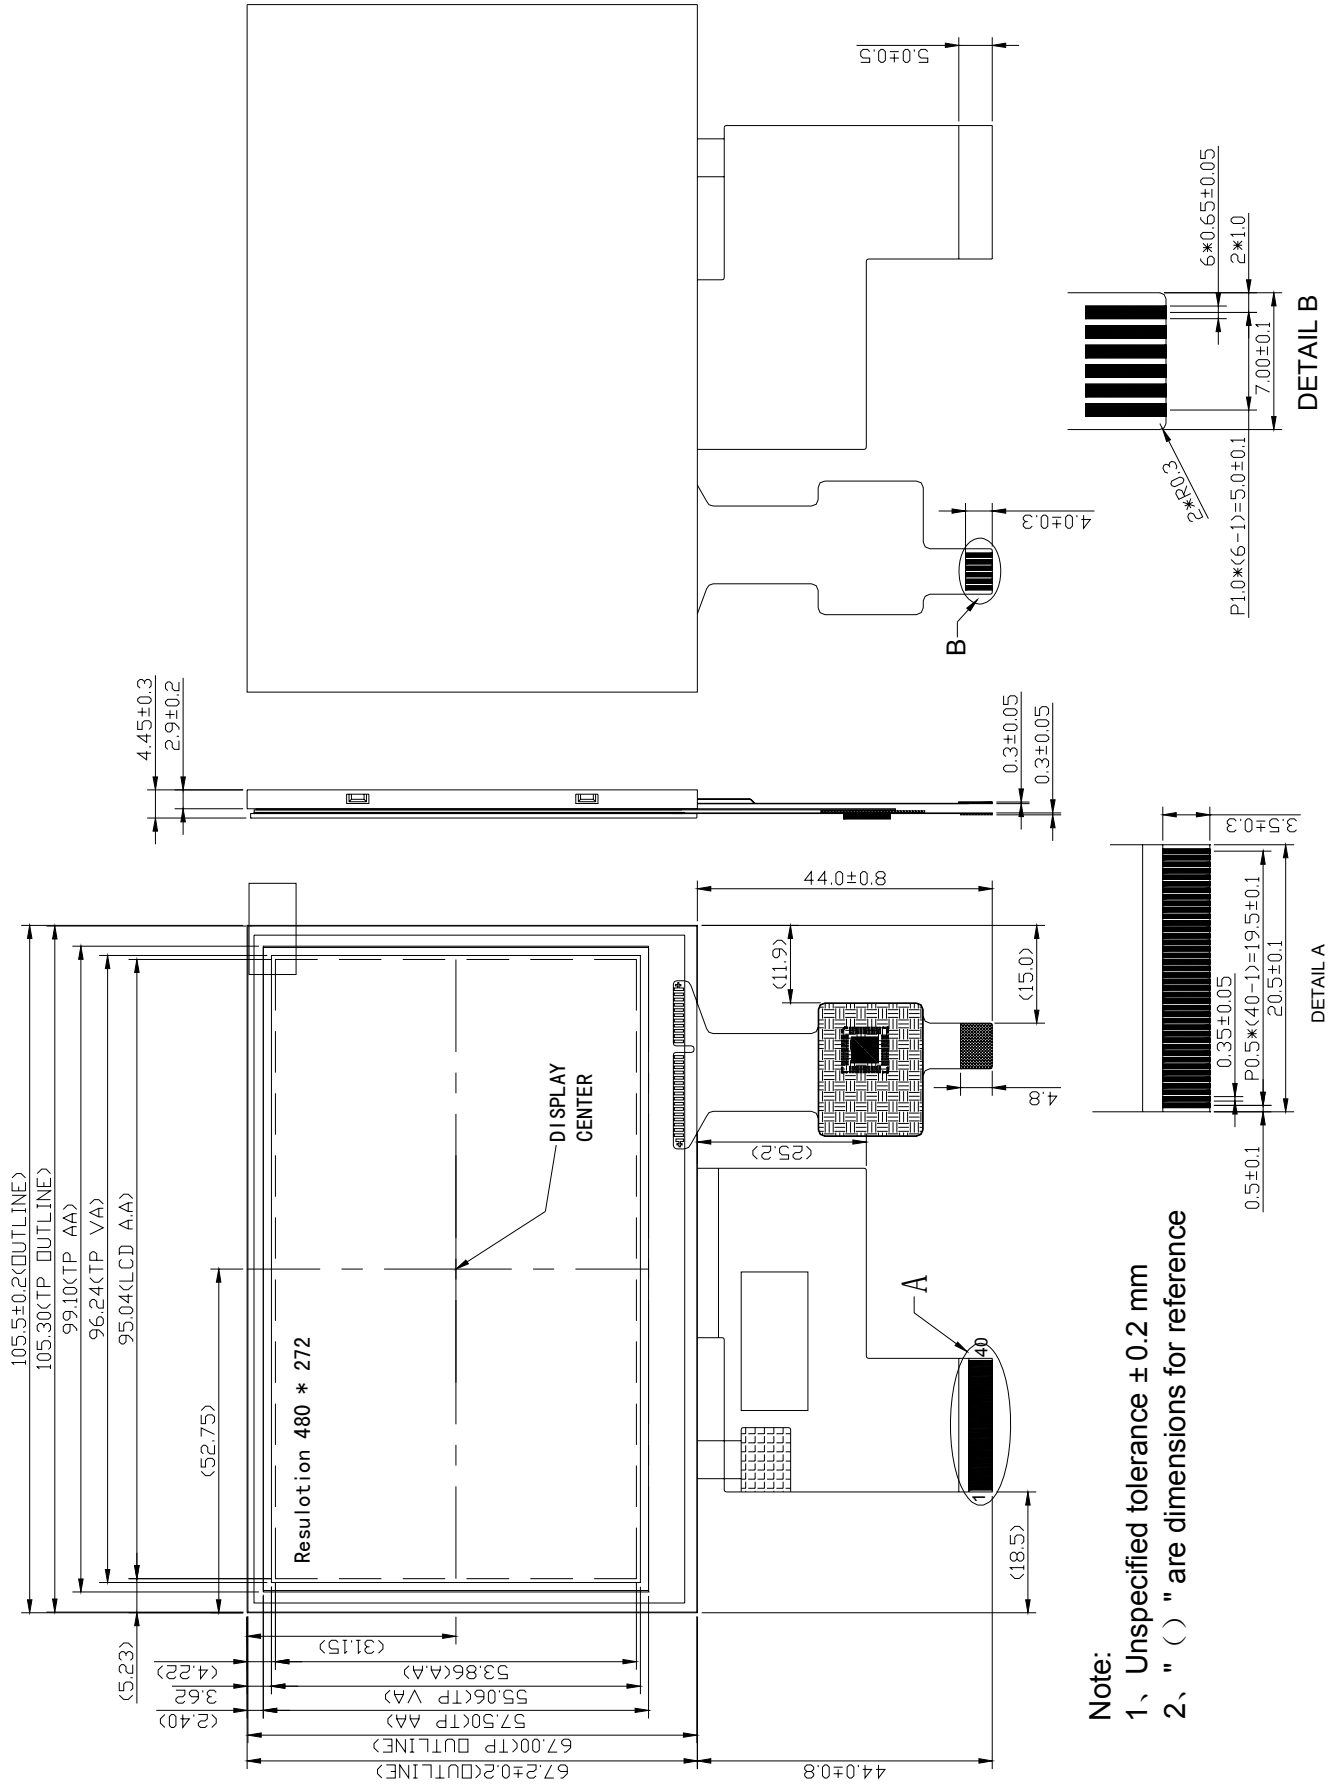 105.5±0.2(OUTLINE)
105.30(TP OUTLINE)
99.10(TP AA)
96.24(TP VA)
95.04(LCD A.A)
(52.75)
(5.23)
(31.15)
(4.22)
53.86(A.A)
3.62
55.06(TP VA)
(2.40)
57.50(TP AA)
67.00(TP OUTLINE)
67.2±0.2(OUTLINE)
44.0±0.8
Resulotion 480 * 272
DISPLAY
CENTER
44.0±0.8
(11.9)
(15.0)
4.8
(25.2)
(18.5)
A
1
40
4.45±0.3
2.9±0.2
0.3±0.05
0.3±0.05
5.0±0.5
4.0±0.3
B
6*0.65±0.05
2*1.0
7.00±0.1
P1.0*(6-1)=5.0±0.1
2*R0.3
DETAIL B
3.5±0.3
0.35±0.05
P0.5*(40-1)=19.5±0.1
20.5±0.1
0.5±0.1
DETAIL A
Note:
1、Unspecified tolerance ± 0.2 mm
2、" () " are dimensions for reference